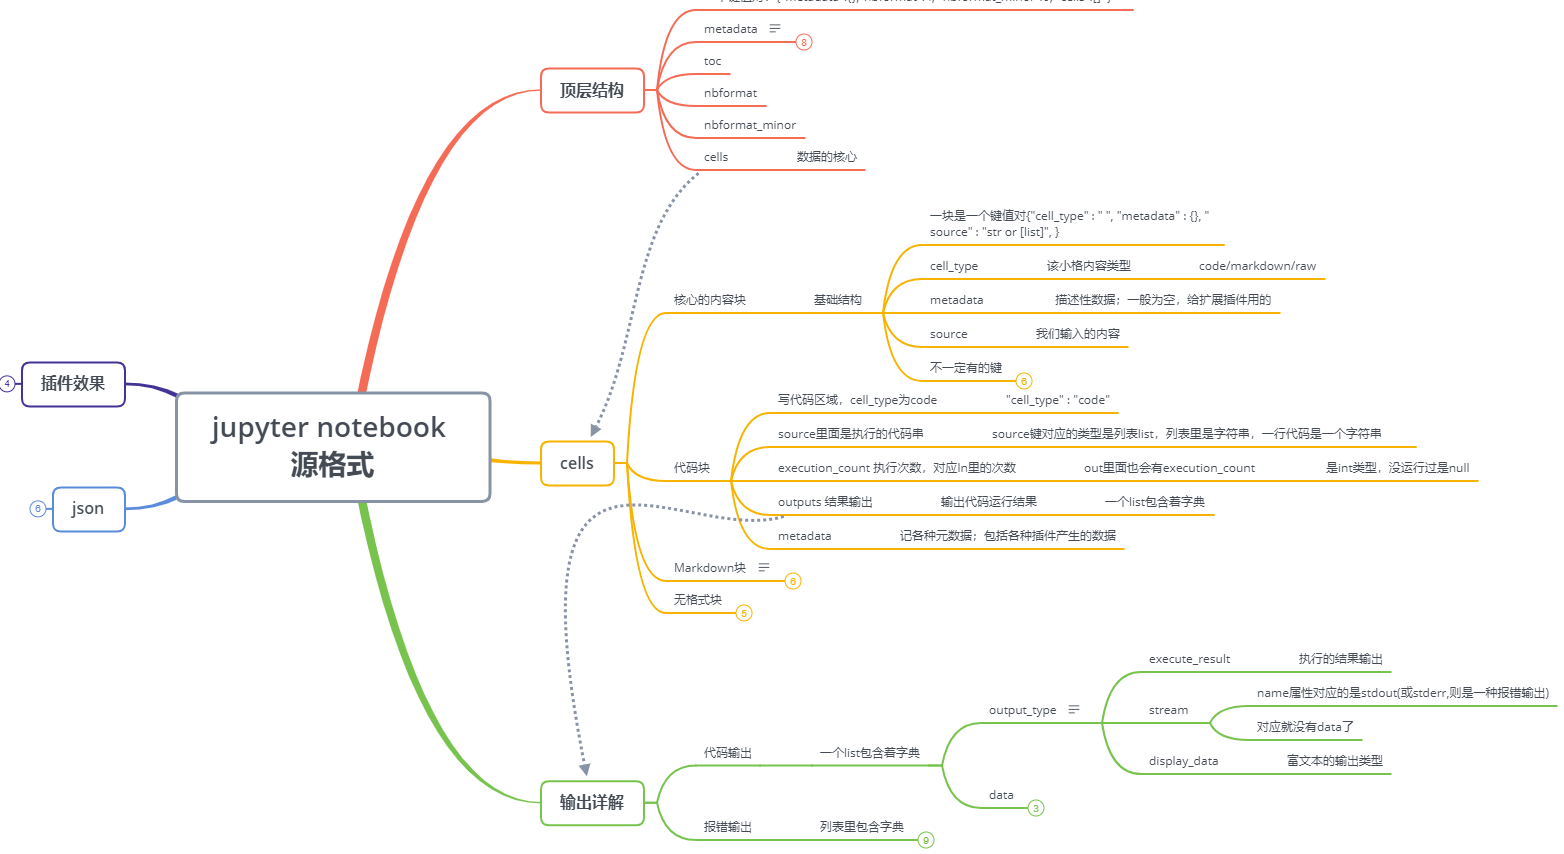 metadata
8
toc
nbformat
nbformat_minor
cells 数据的核心
顶层结构
一块是一个键值对{"cell_type" : " ", "metadata" : {}, "
source" : "str or [list]", }
cell_type 该小格内容类型 code/markdown/raw
核心的内容块 基础结构
metadata 描述性数据；一般为空，给扩展插件用的
source 我们输入的内容
不一定有的键
6
插件效果
4
jupyter notebook
源格式
json
6
cells
写代码区域，cell_type为code "cell_type" : "code"
source里面是执行的代码串 source键对应的类型是列表list，列表里是字符串，一行代码是一个字符串
代码块
execution_count 执行次数，对应In里的次数 out里面也会有execution_count 是int类型，没运行过是null
outputs 结果输出 输出代码运行结果 一个list包含着字典
metadata 记各种元数据；包括各种插件产生的数据
Markdown块
6
无格式块
5
execute_result 执行的结果输出
name属性对应的是stdout(或stderr,则是一种报错输出)
output_type
stream
对应就没有data了
代码输出 一个list包含着字典
display_data 富文本的输出类型
data
3
输出详解
报错输出 列表里包含字典
9